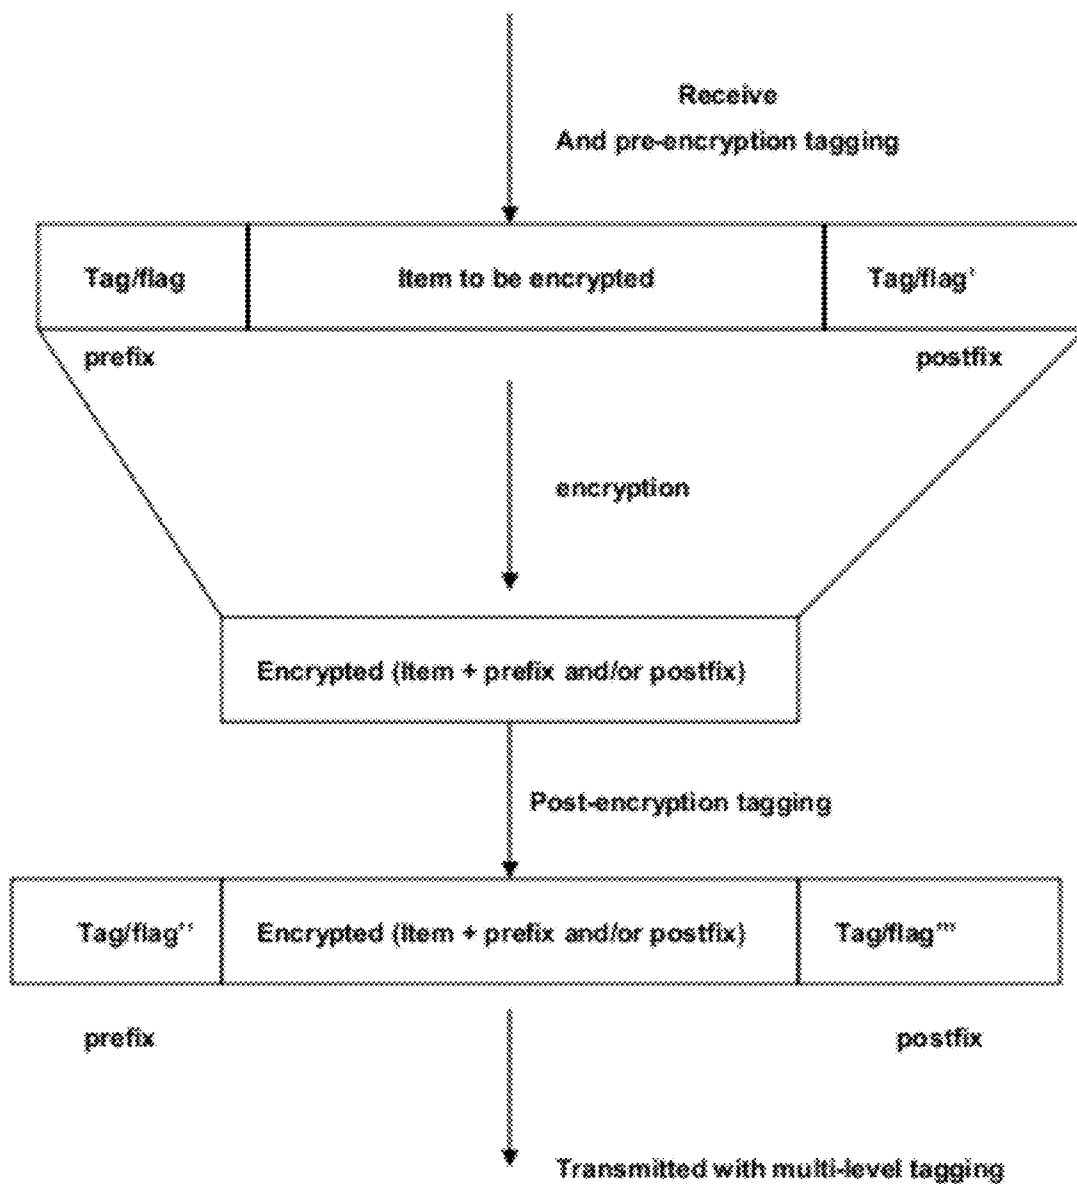 Receive
And pre-encryption tagging
Tag/flag Item to be encrypted Tag/flag'
prefix postfix
encryption
Encrypted (Item + prefix and/or postfix)
Post-encryption tagging
Tag/flag'' Encrypted (Item + prefix and/or postfix) Tag/flag'''
prefix postfix
Transmitted with multi-level tagging